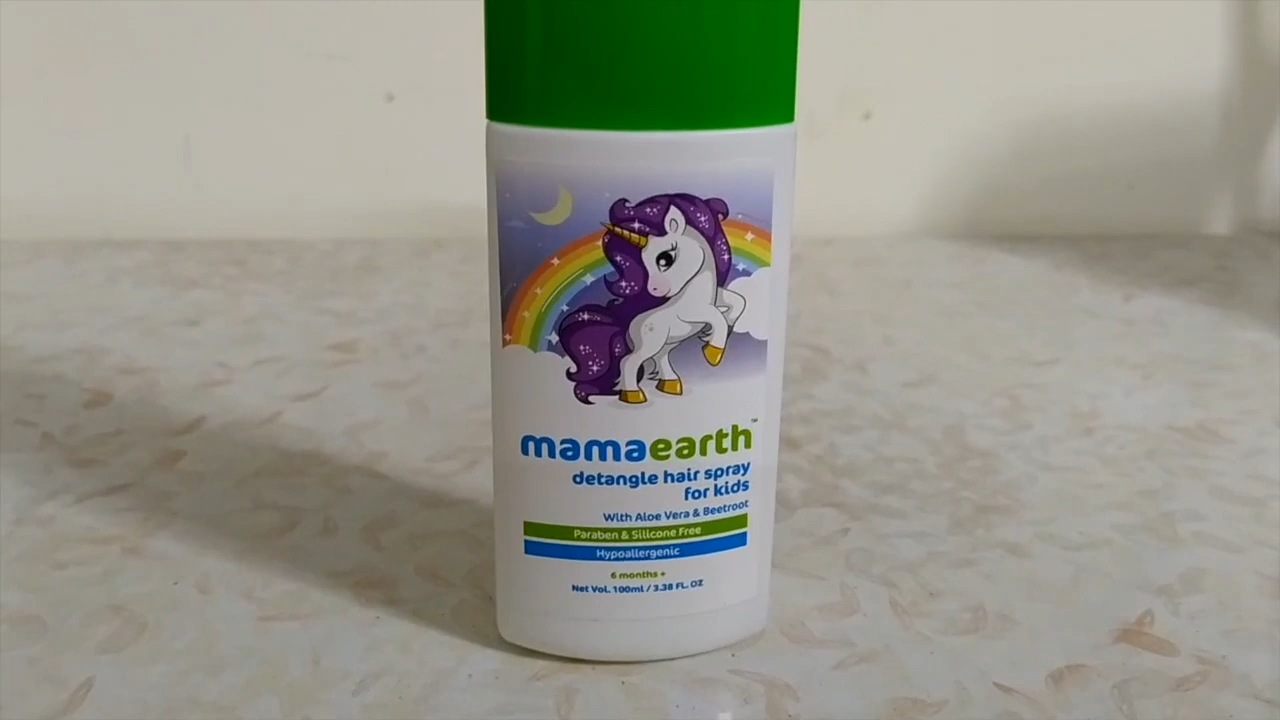 mamaearth™
detangle hair spray
for kids
With Aloe Vera & Beetroot
Paraben & Silicone Free
Hypoallergenic
6 months +
Net Vol. 100ml / 3.38 FL. OZ